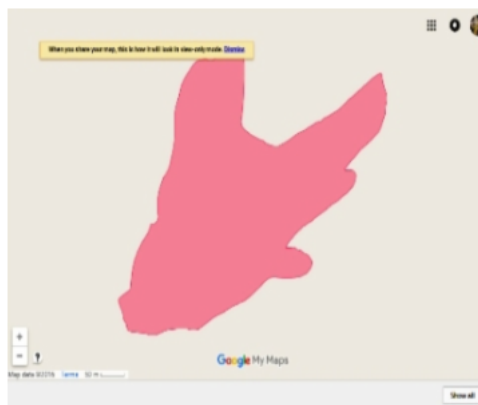 When you share your map, this is how it will look in view-only mode. Dismiss
Google My Maps
Map data ©2016 Terms 50 m
Show all